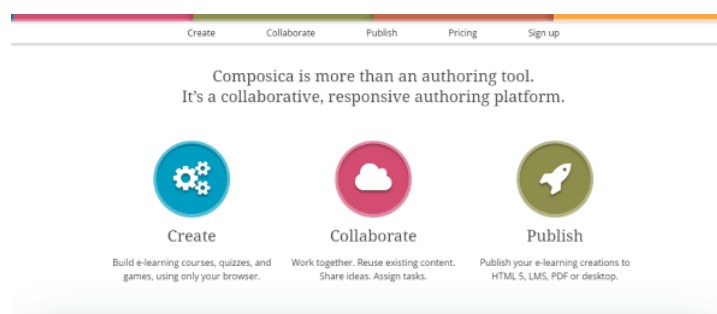 Create Collaborate Publish Pricing Sign up
Composica is more than an authoring tool.
It's a collaborative, responsive authoring platform.
Create
Build e-learning courses, quizzes, and
games, using only your browser.
Collaborate
Work together. Reuse existing content.
Share ideas. Assign tasks.
Publish
Publish your e-learning creations to
HTML 5, LMS, PDF or desktop.